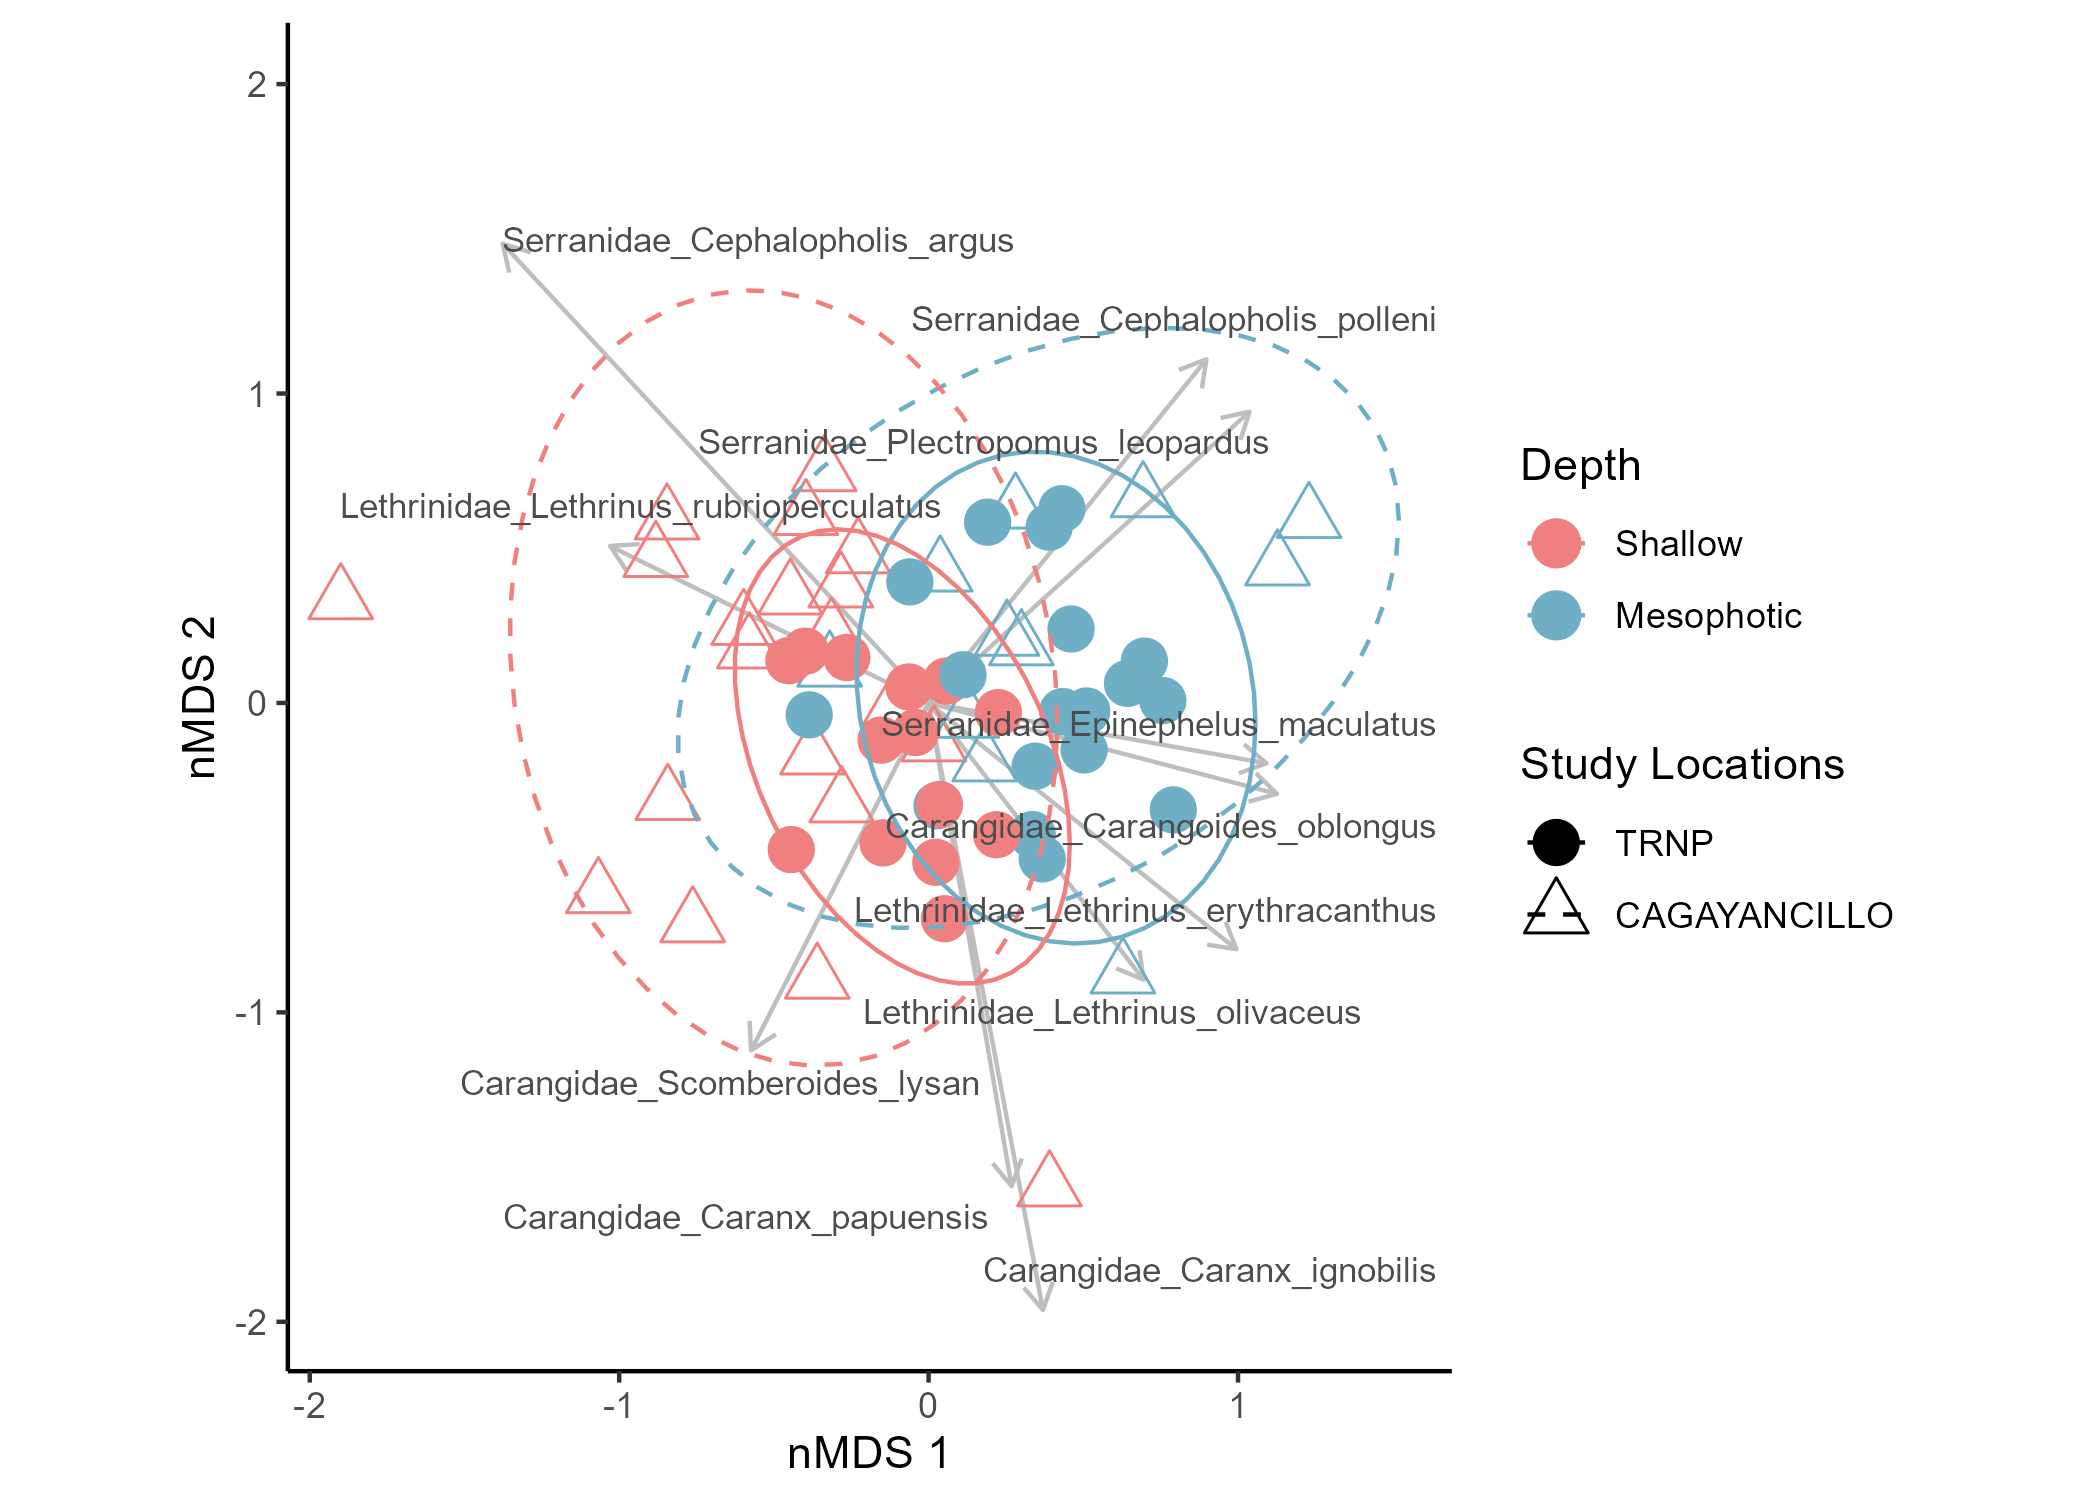 2
1
0
-1
-2
nMDS 2
Serranidae_Cephalopholis_argus
Serranidae_Cephalopholis_polleni
Serranidae_Plectropomus_leopardus
Lethrinidae_Lethrinus_rubrioperculatus
Serranidae_Epinephelus_maculatus
Carangidae_Carangoides_oblongus
Lethrinidae_Lethrinus_erythracanthus
Lethrinidae_Lethrinus_olivaceus
Carangidae_Scomberoides_lysan
Carangidae_Caranx_papuensis
Carangidae_Caranx_ignobilis
-2
-1
0
1
nMDS 1
Depth
Shallow
Mesophotic
Study Locations
TRNP
CAGAYANCILLO